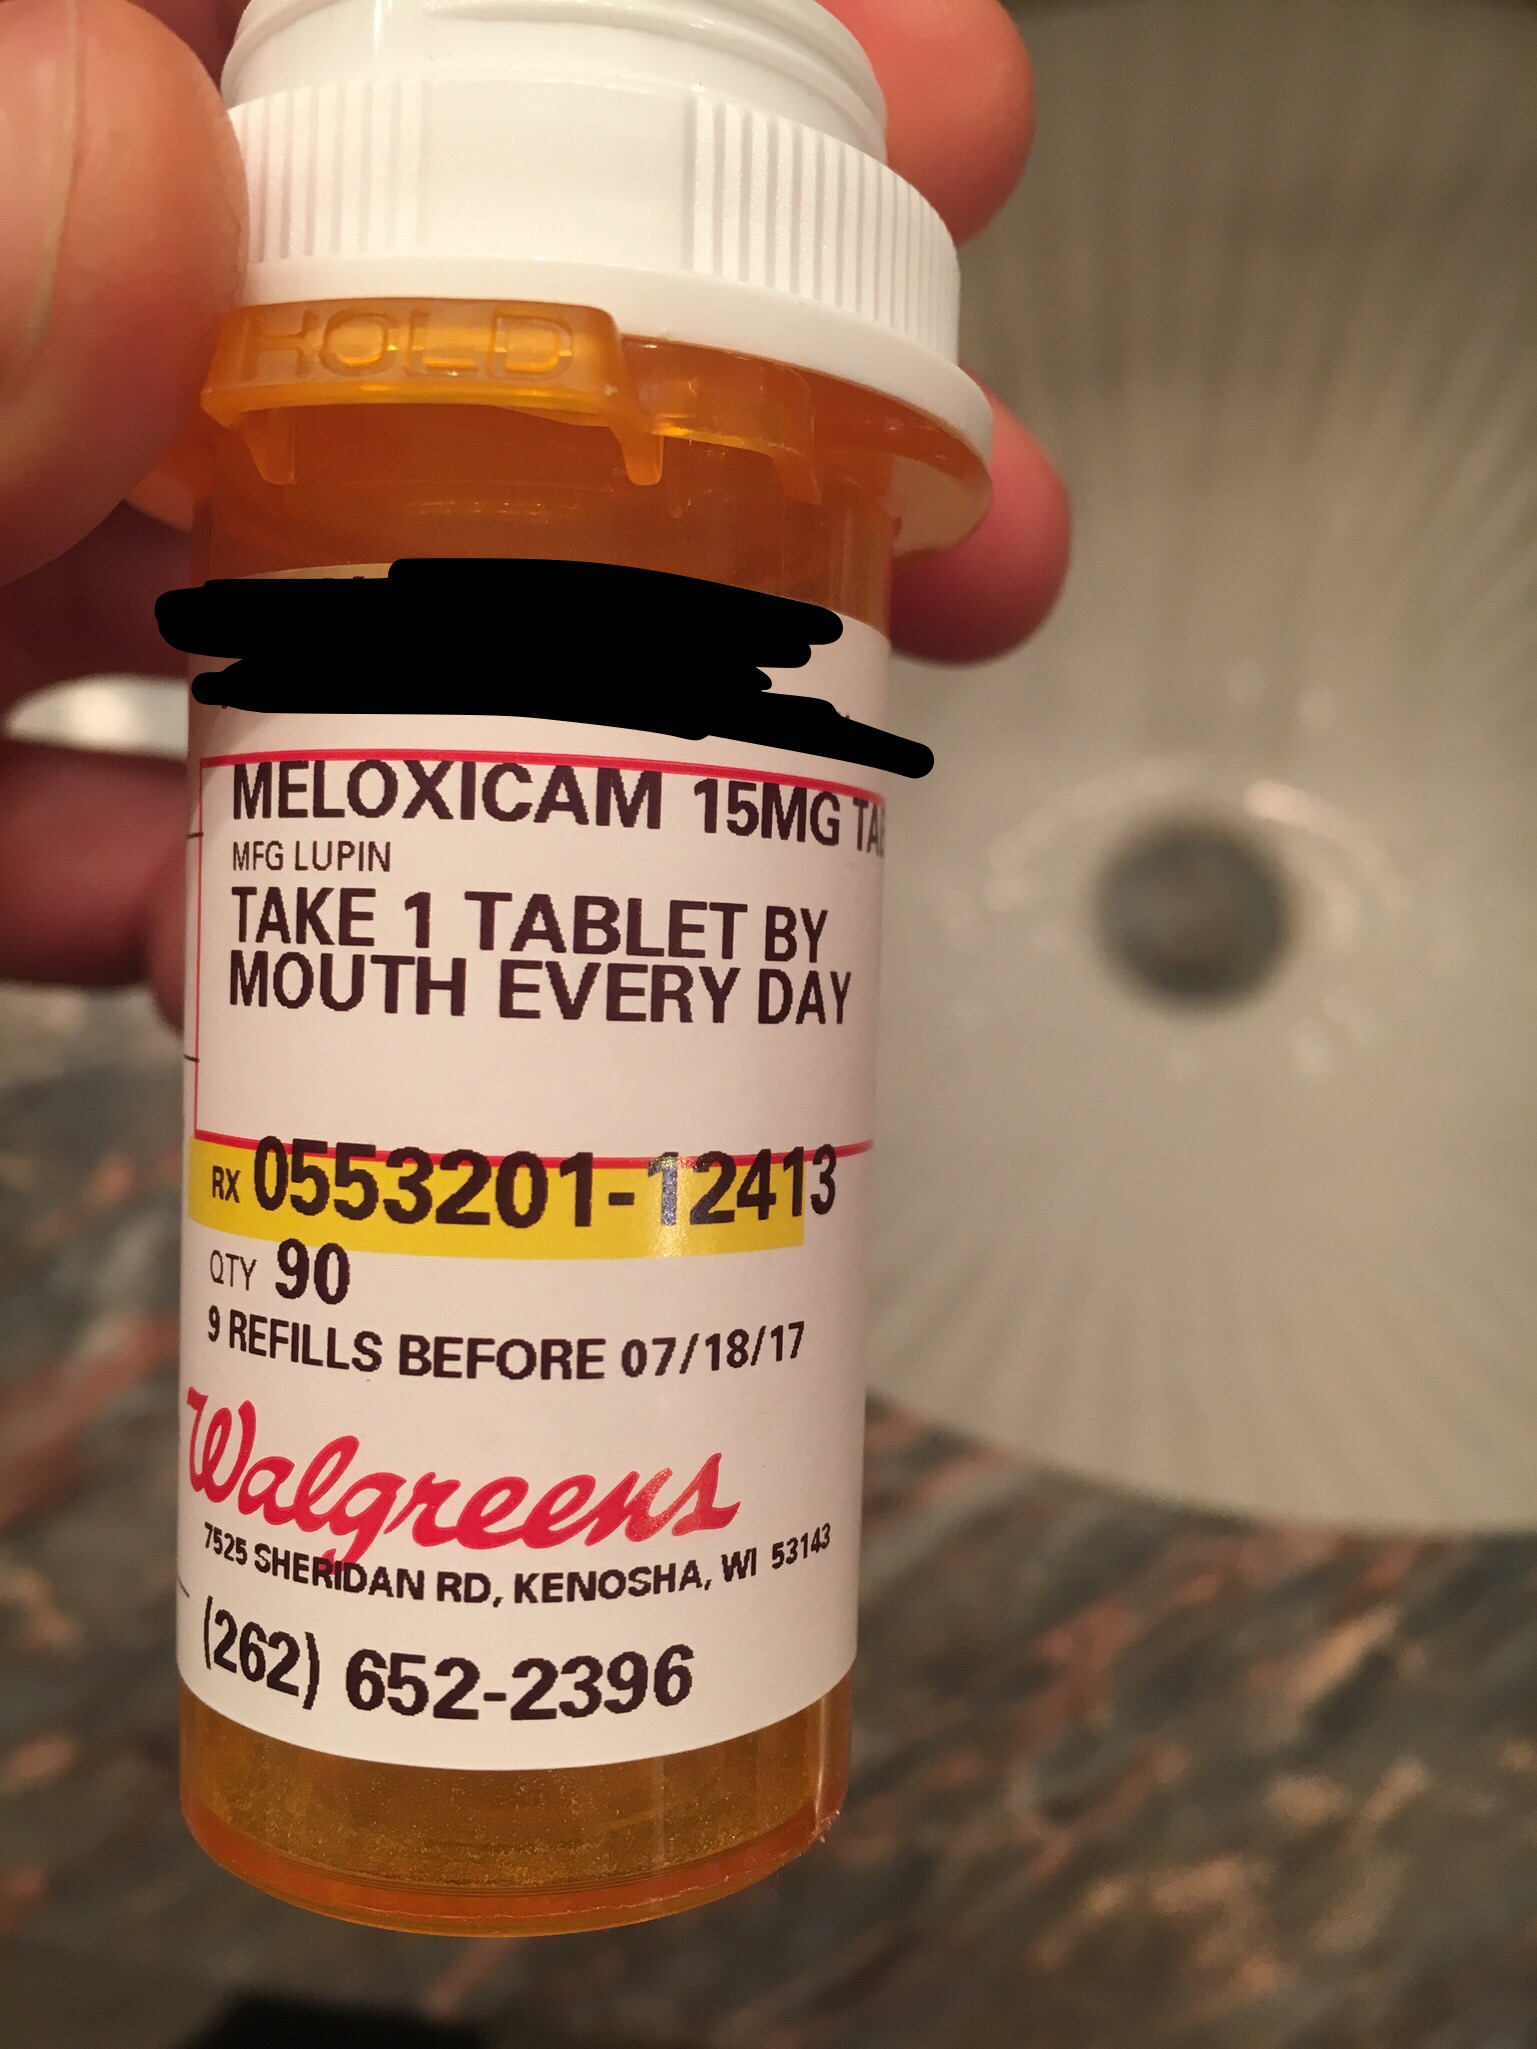 HOLD
MELOXICAM 15MG
MFG LUPIN
TAKE 1 TABLET BY
MOUTH EVERY DAY
RX 0553201-12413
QTY 90
9 REFILLS BEFORE 07/18/17
Walgreens
7525 SHERIDAN RD, KENOSHA, WI 53143
(262) 652-2396